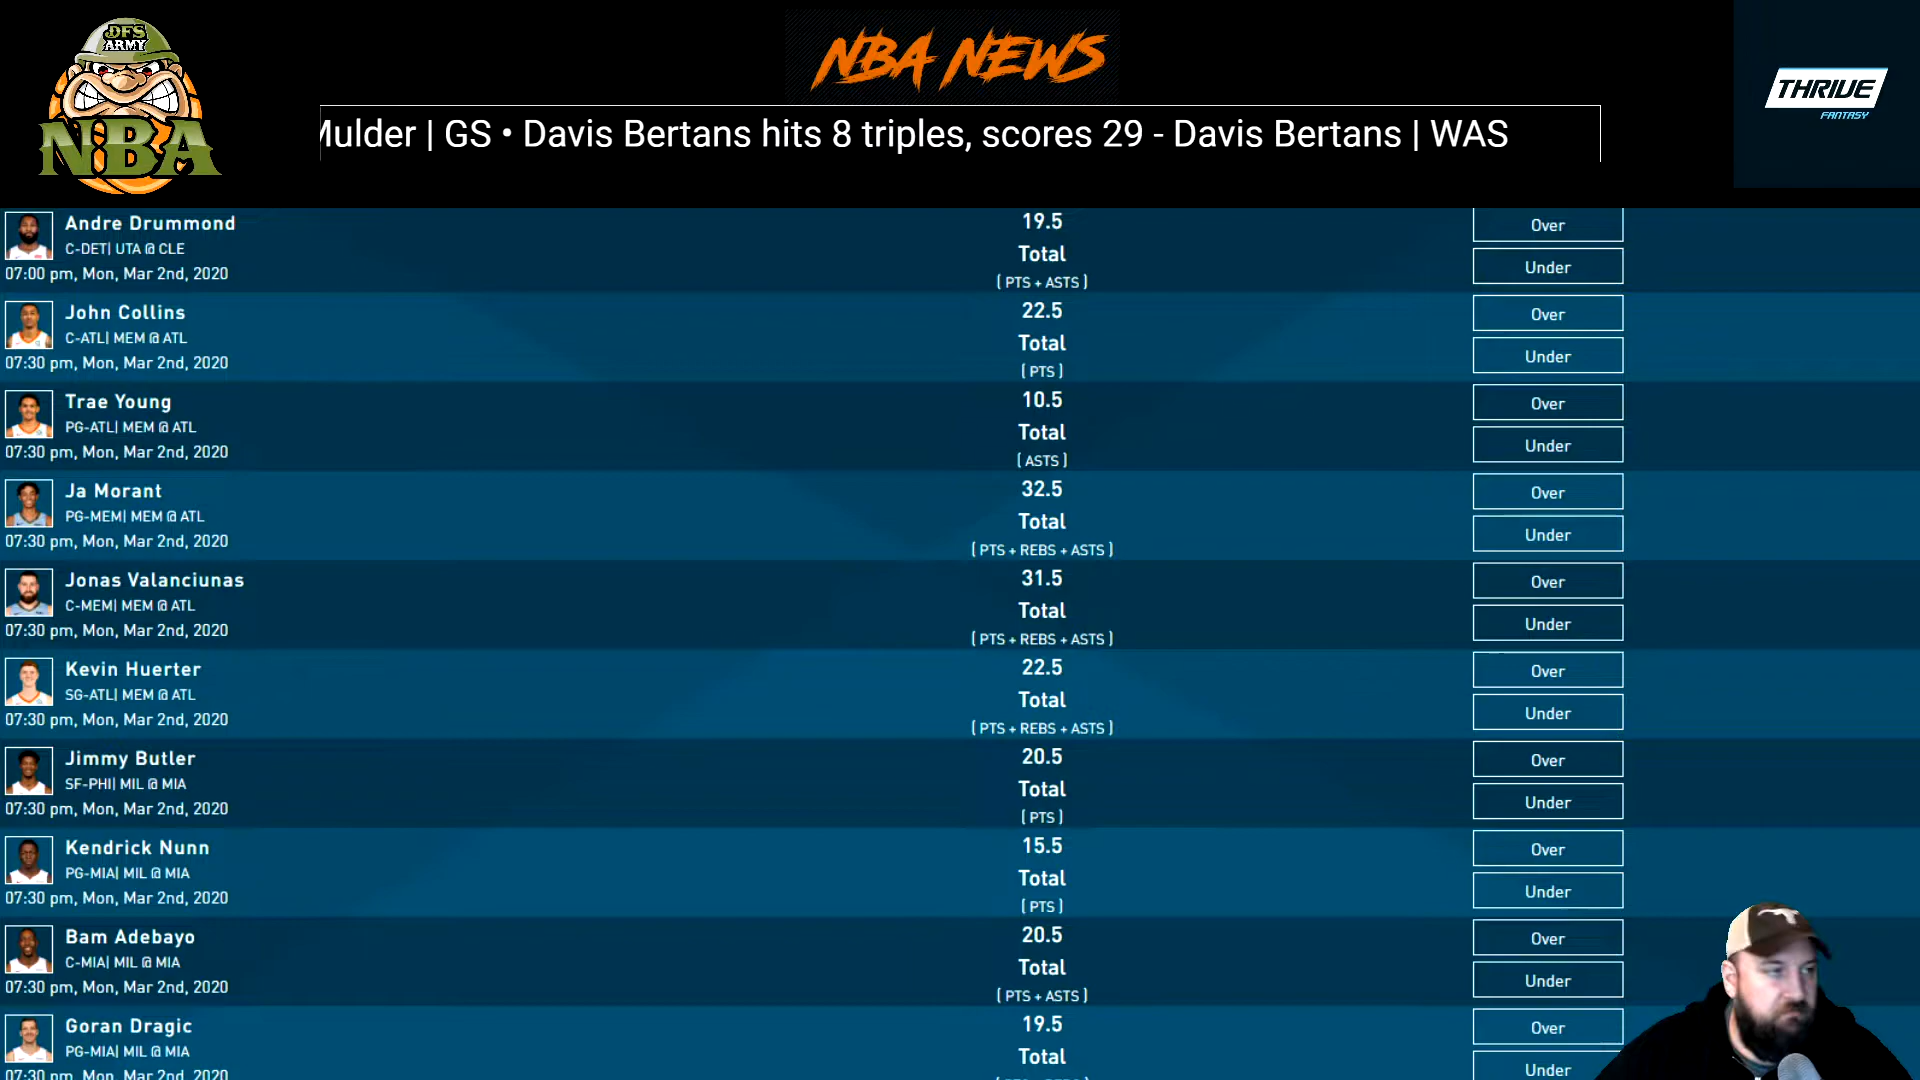 DFS
ARMY
NBA
NBA NEWS
Mulder | GS • Davis Bertans hits 8 triples, scores 29 - Davis Bertans | WAS
THRIVE
FANTASY
Andre Drummond
C-DET| UTA @ CLE
07:00 pm, Mon, Mar 2nd, 2020
19.5
Total
( PTS + ASTS )
Over
Under
John Collins
C-ATL| MEM @ ATL
07:30 pm, Mon, Mar 2nd, 2020
22.5
Total
( PTS )
Over
Under
Trae Young
PG-ATL| MEM @ ATL
07:30 pm, Mon, Mar 2nd, 2020
10.5
Total
( ASTS )
Over
Under
Ja Morant
PG-MEM| MEM @ ATL
07:30 pm, Mon, Mar 2nd, 2020
32.5
Total
( PTS + REBS + ASTS )
Over
Under
Jonas Valanciunas
C-MEM| MEM @ ATL
07:30 pm, Mon, Mar 2nd, 2020
31.5
Total
( PTS + REBS + ASTS )
Over
Under
Kevin Huerter
SG-ATL| MEM @ ATL
07:30 pm, Mon, Mar 2nd, 2020
22.5
Total
( PTS + REBS + ASTS )
Over
Under
Jimmy Butler
SF-PHI| MIL @ MIA
07:30 pm, Mon, Mar 2nd, 2020
20.5
Total
( PTS )
Over
Under
Kendrick Nunn
PG-MIA| MIL @ MIA
07:30 pm, Mon, Mar 2nd, 2020
15.5
Total
( PTS )
Over
Under
Bam Adebayo
C-MIA| MIL @ MIA
07:30 pm, Mon, Mar 2nd, 2020
20.5
Total
( PTS + ASTS )
Over
Under
Goran Dragic
PG-MIA| MIL @ MIA
07:30 pm, Mon, Mar 2nd, 2020
19.5
Total
Over
Under